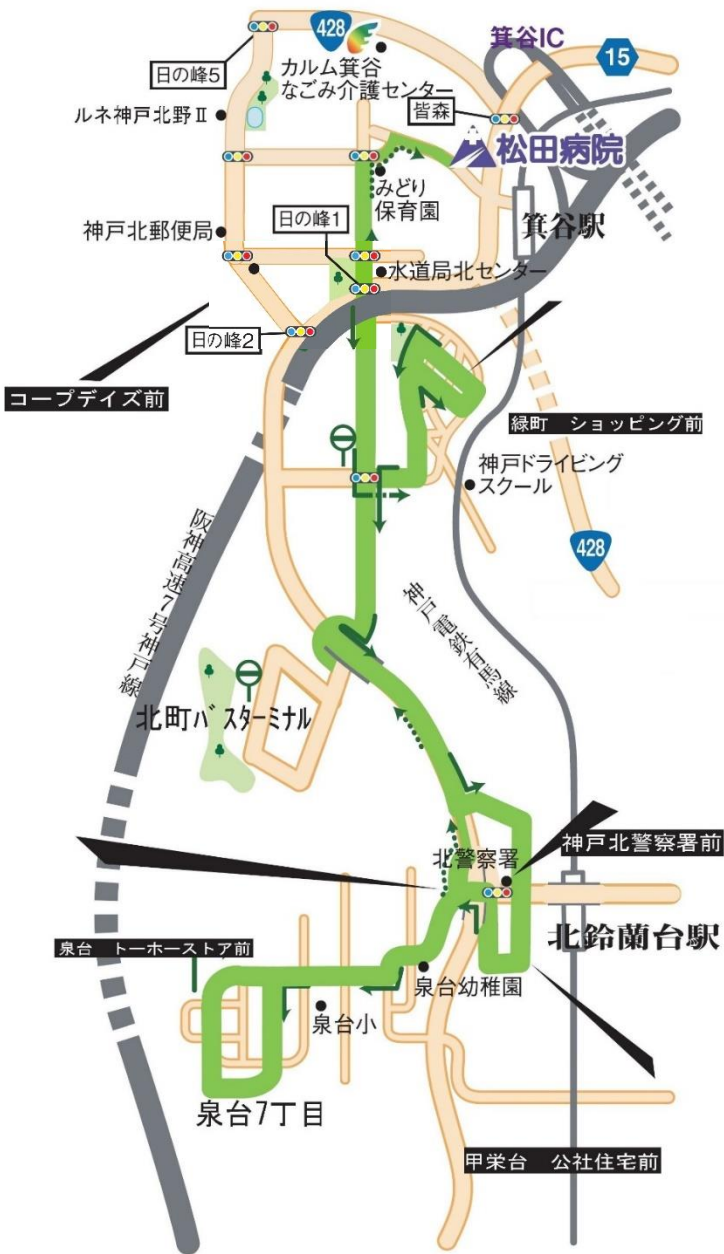 428
箕谷IC
15
日の峰5
カルム箕谷
なごみ介護センター
ルネ神戸北野Ⅱ
皆森
松田病院
みどり
保育園
日の峰1
箕谷駅
神戸北郵便局
水道局北センター
日の峰2
コープデイズ前
緑町　ショッピング前
神戸ドライビング
スクール
阪神高速7号神戸線
428
神戸電鉄有馬線
北町バスターミナル
北警察署
神戸北警察署前
北鈴蘭台駅
泉台　トーホーストア前
泉台幼稚園
泉台小
泉台7丁目
甲栄台　公社住宅前